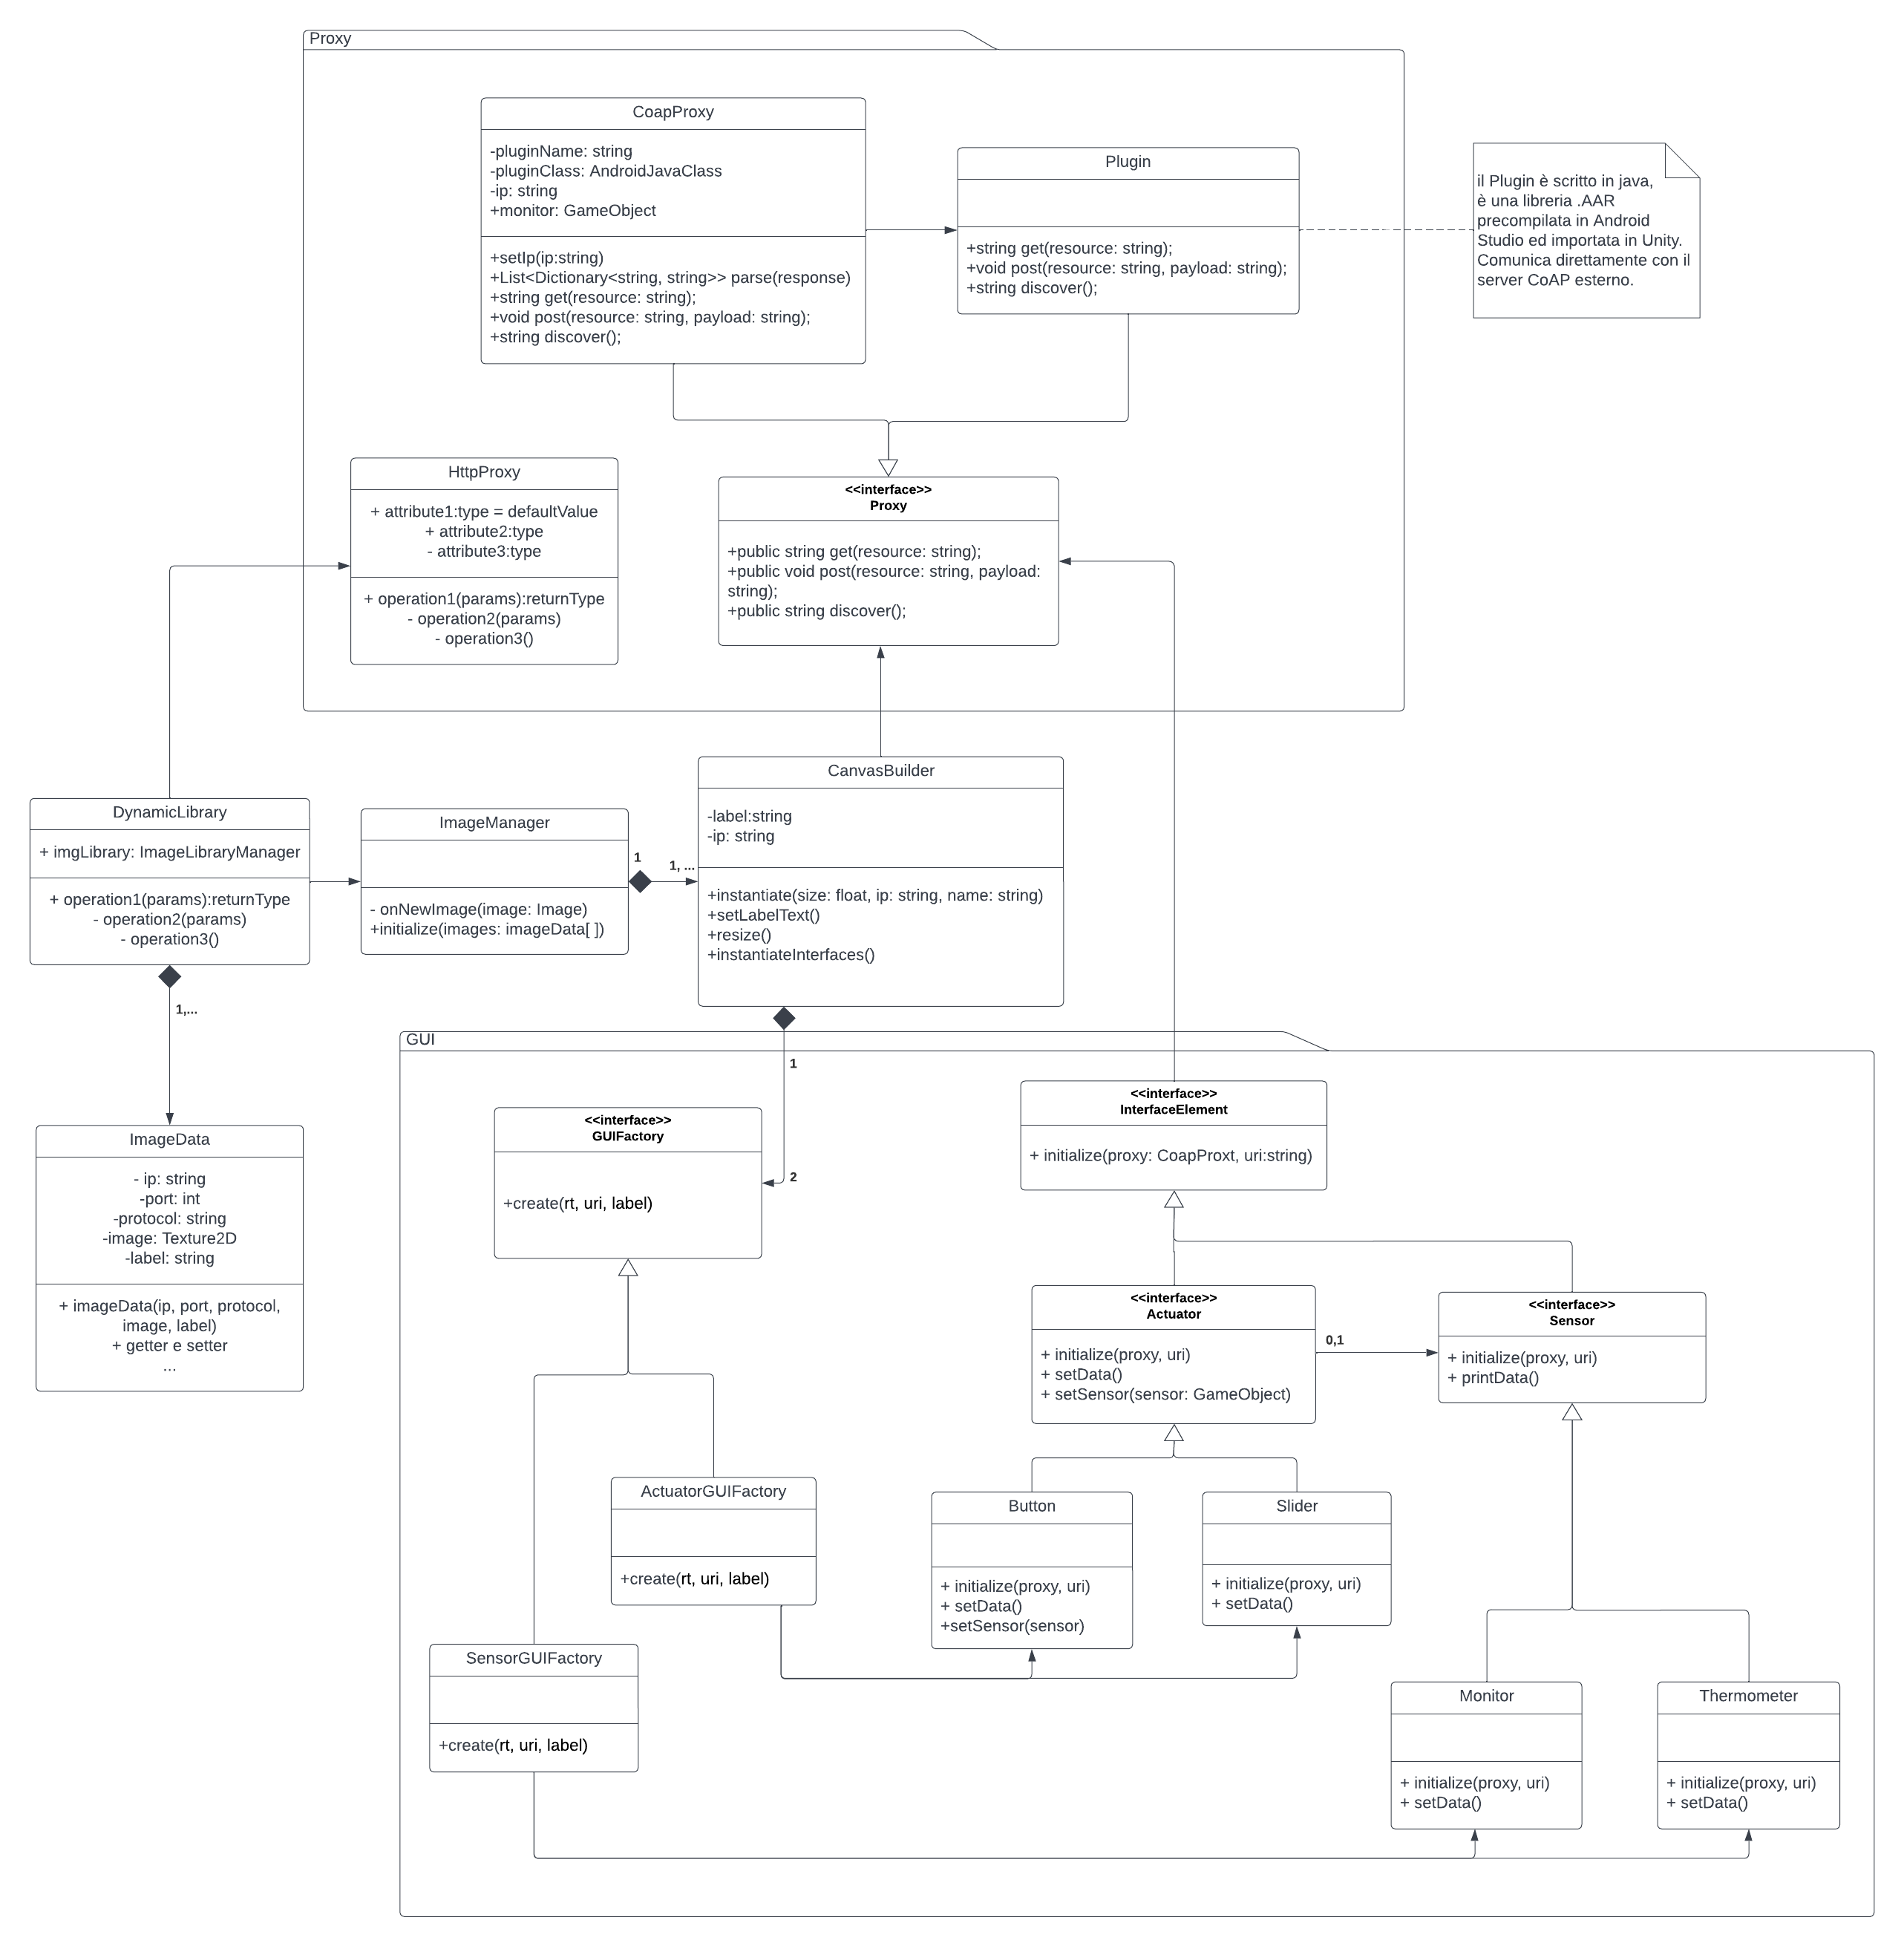 Proxy
CoapProxy
-pluginName: string
-pluginClass: AndroidJavaClass
-ip: string
+monitor: GameObject
+setIp(ip:string)
+List<Dictionary<string, string>> parse(response)
+string get(resource: string);
+void post(resource: string, payload: string);
+string discover();
Plugin
+string get(resource: string);
+void post(resource: string, payload: string);
+string discover();
il Plugin è scritto in java,
è una libreria .AAR
precompilata in Android
Studio ed importata in Unity.
Comunica direttamente con il
server CoAP esterno.
HttpProxy
+ attribute1:type = defaultValue
+ attribute2:type
- attribute3:type
+ operation1(params):returnType
- operation2(params)
- operation3()
<<interface>>
Proxy
+public string get(resource: string);
+public void post(resource: string, payload:
string);
+public string discover();
DynamicLibrary
+ imgLibrary: ImageLibraryManager
+ operation1(params):returnType
- operation2(params)
- operation3()
1,...
ImageManager
- onNewImage(image: Image)
+initialize(images: imageData[ ])
1
1, ...
CanvasBuilder
-label:string
-ip: string
+instantiate(size: float, ip: string, name: string)
+setLabelText()
+resize()
+instantiateInterfaces()
1
2
ImageData
- ip: string
-port: int
-protocol: string
-image: Texture2D
-label: string
+ imageData(ip, port, protocol,
image, label)
+ getter e setter
...
GUI
<<interface>>
GUIFactory
+create(rt, uri, label)
<<interface>>
InterfaceElement
+ initialize(proxy: CoapProxt, uri:string)
<<interface>>
Actuator
+ initialize(proxy, uri)
+ setData()
+ setSensor(sensor: GameObject)
0,1
<<interface>>
Sensor
+ initialize(proxy, uri)
+ printData()
ActuatorGUIFactory
+create(rt, uri, label)
Button
+ initialize(proxy, uri)
+ setData()
+setSensor(sensor)
Slider
+ initialize(proxy, uri)
+ setData()
SensorGUIFactory
+create(rt, uri, label)
Monitor
+ initialize(proxy, uri)
+ setData()
Thermometer
+ initialize(proxy, uri)
+ setData()